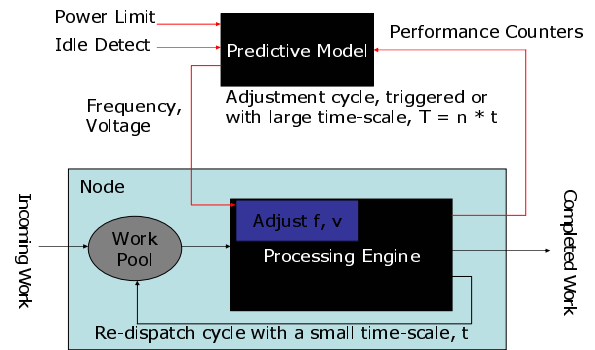 Power Limit
Idle Detect
Predictive Model
Performance Counters
Frequency,
Voltage
Adjustment cycle, triggered or
with large time-scale, T = n * t
Node
Incoming Work
Work
Pool
Adjust f, v
Processing Engine
Completed Work
Re-dispatch cycle with a small time-scale, t